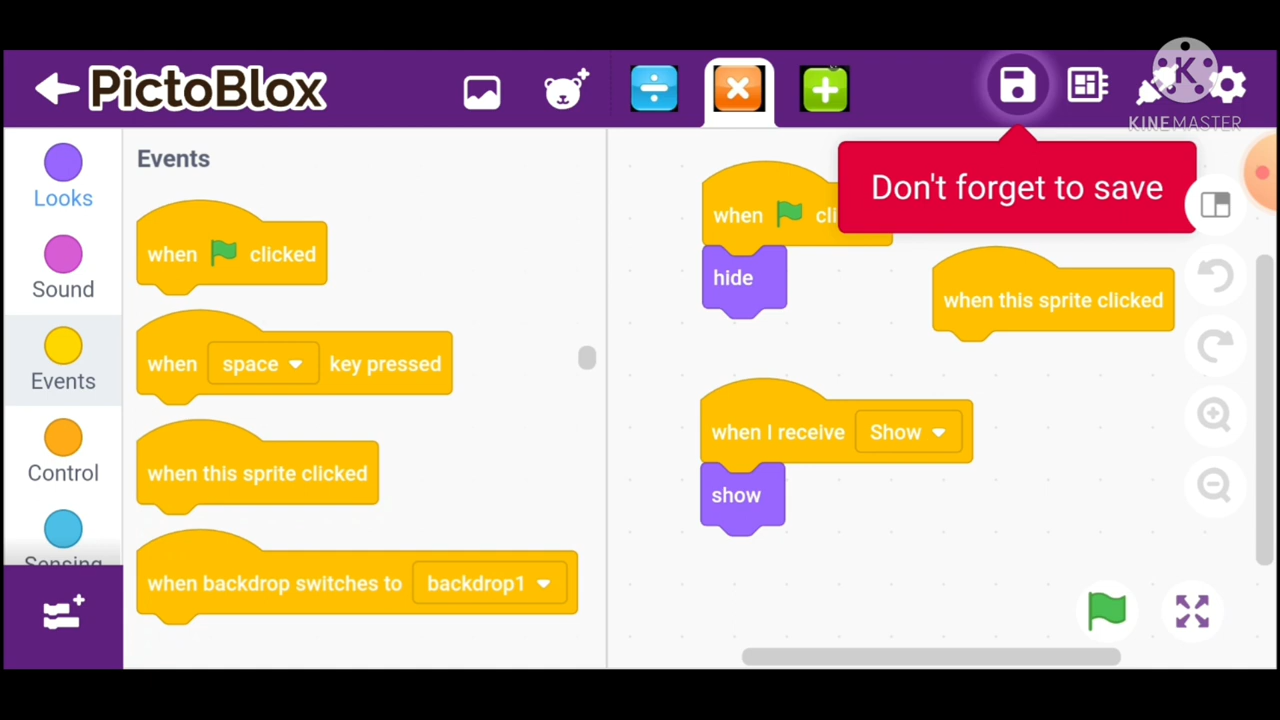 PictoBlox
K
KINEMASTER
Looks
Sound
Events
Control
Sensing
Events
when clicked
when space key pressed
when this sprite clicked
when backdrop switches to backdrop1
when cli
hide
Don't forget to save
when this sprite clicked
when I receive Show
show